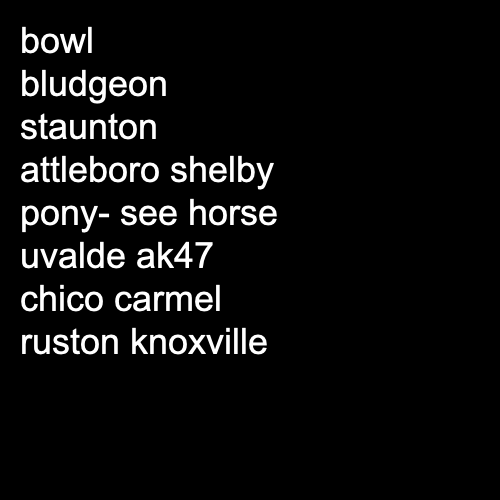 bowl
bludgeon
staunton
attleboro shelby
pony- see horse
uvalde ak47
chico carmel
ruston knoxville